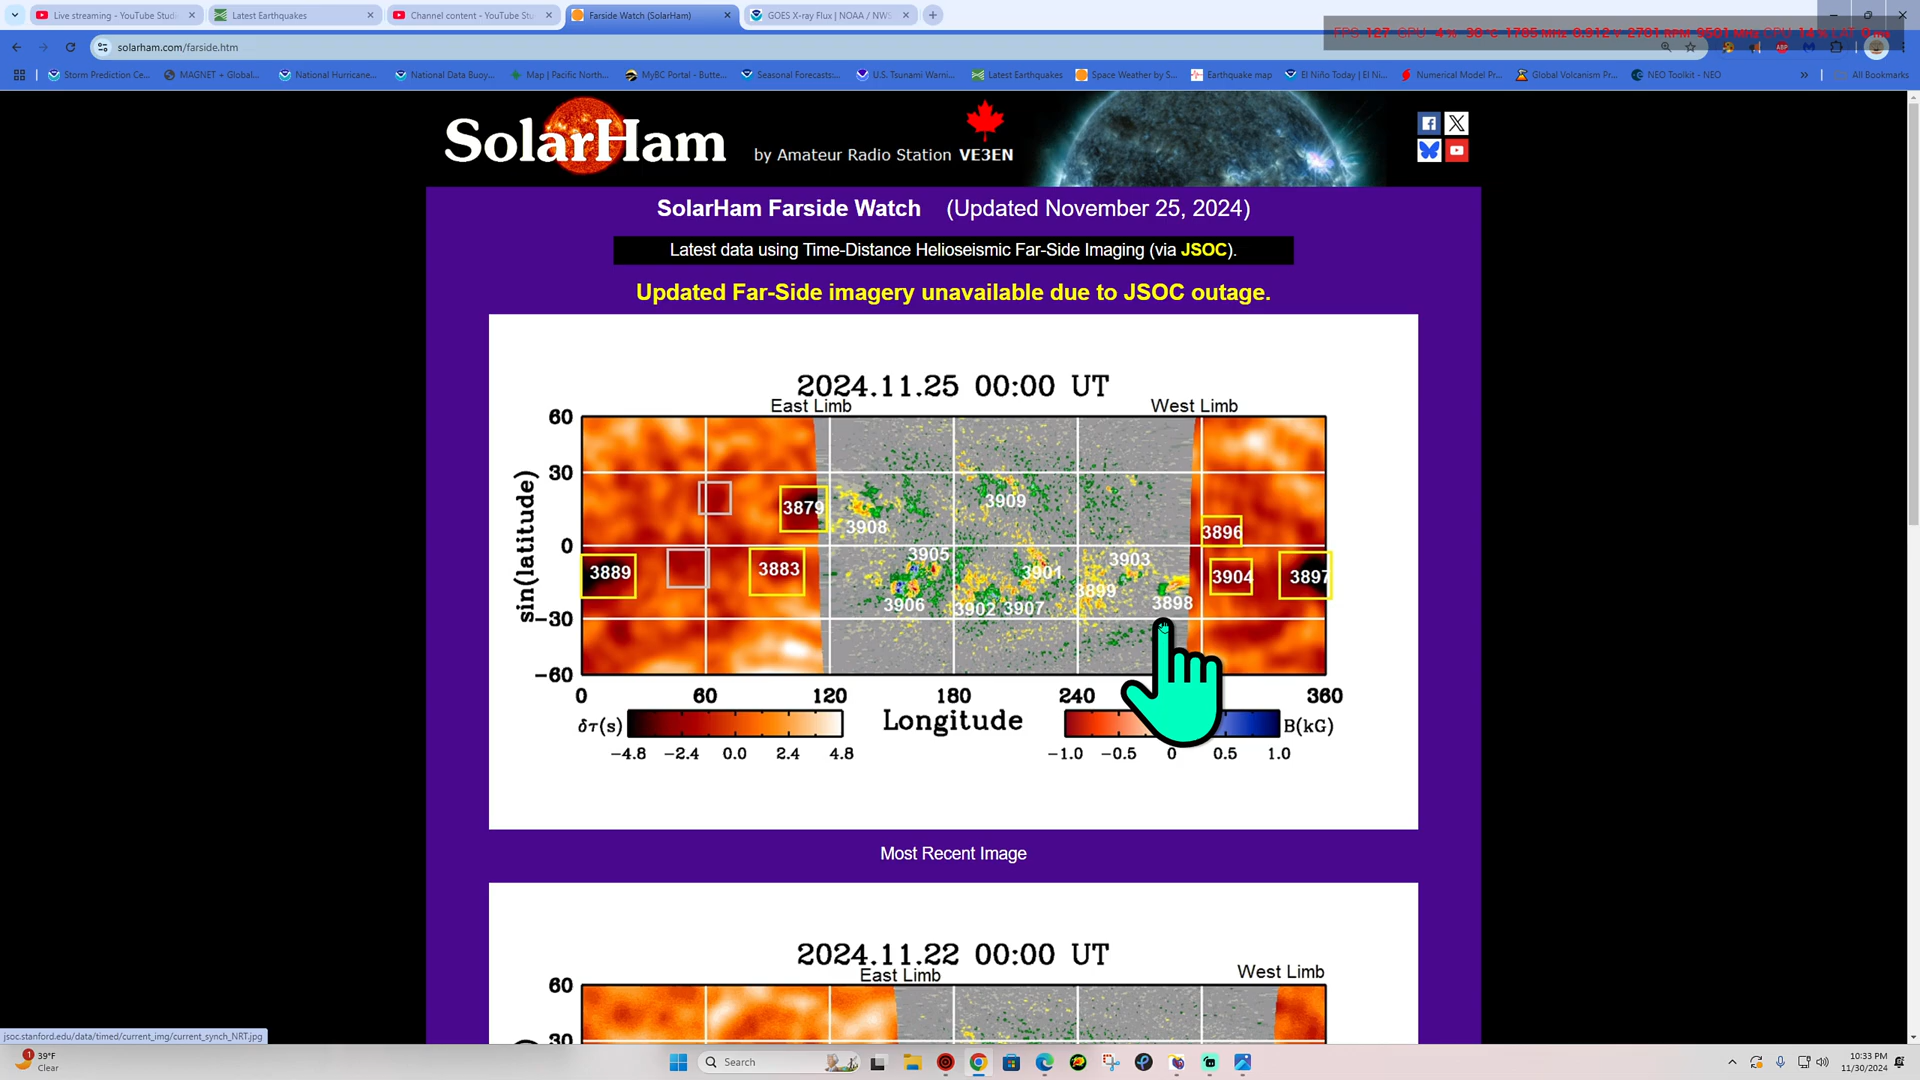 Live streaming - YouTube Studi
Latest Earthquakes
Channel content - YouTube Stu
Farside Watch (SolarHam)
GOES X-ray Flux | NOAA / NWS
solarham.com/farside.htm
FPS 127 GPU 4 %
Storm Prediction Ce...
MAGNET + Global...
National Hurricane...
National Data Buoy...
Map | Pacific North...
MyBC Portal - Butte...
Seasonal Forecasts:...
U.S. Tsunami Warni...
Latest Earthquakes
Space Weather by S...
Earthquake map
El Niño Today | El Ni...
Numerical Model Pr...
Global Volcanism Pr...
NEO Toolkit - NEO
All Bookmarks
SolarHam
by Amateur Radio Station VE3EN
SolarHam Farside Watch (Updated November 25, 2024)
Latest data using Time-Distance Helioseismic Far-Side Imaging (via JSOC).
Updated Far-Side imagery unavailable due to JSOC outage.
2024.11.25 00:00 UT
East Limb
West Limb
60
30
0
−30
−60
sin(latitude)
3879
3908
3909
3896
3889
3883
3905
3901
3903
3904
3897
3906
3902
3907
3899
3898
0
60
120
180
240
360
Longitude
δτ(s)
−4.8 −2.4 0.0 2.4 4.8
B(kG)
−1.0 −0.5 0 0.5 1.0
Most Recent Image
2024.11.22 00:00 UT
East Limb
West Limb
60
30
jsoc.stanford.edu/data/timed/current_img/current_synch_NRT.jpg
1
39°F
Clear
Search
10:33 PM
11/30/2024